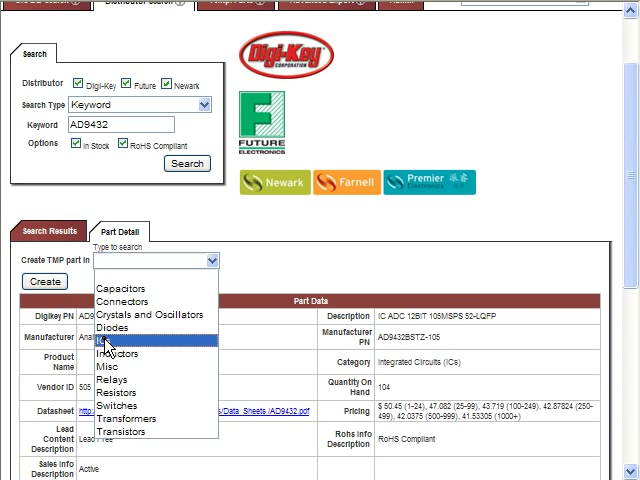 Distributor Search
Search
Distributor
Digi-Key
Future
Newark
Search Type
Keyword
Keyword
AD9432
Options
In Stock
RoHS Compliant
Search
Digi-Key
CORPORATION
FUTURE
ELECTRONICS
Newark
Farnell
Premier
Electronics
派睿
Search Results
Part Detail
Type to search
Create TMP part in
Create
Capacitors
Connectors
Crystals and Oscillators
Diodes
Inductors
Misc
Relays
Resistors
Switches
Transformers
Transistors
Part Data
Digikey PN
Description
IC ADC 12BIT 105MSPS 52-LQFP
Manufacturer
Manufacturer PN
AD9432BSTZ-105
Product Name
Category
Integrated Circuits (ICs)
Vendor ID
505
Quantity On Hand
104
Datasheet
s/Data_Sheets /AD9432.pdf
Pricing
$ 50.45 (1-24), 47.082 (25-99), 43.719 (100-249), 42.87824 (250-
499), 42.0375 (500-999), 41.53305 (1000+)
Lead Content Description
Lead Free
Rohs Info Description
RoHS Compliant
Sales Info Description
Active